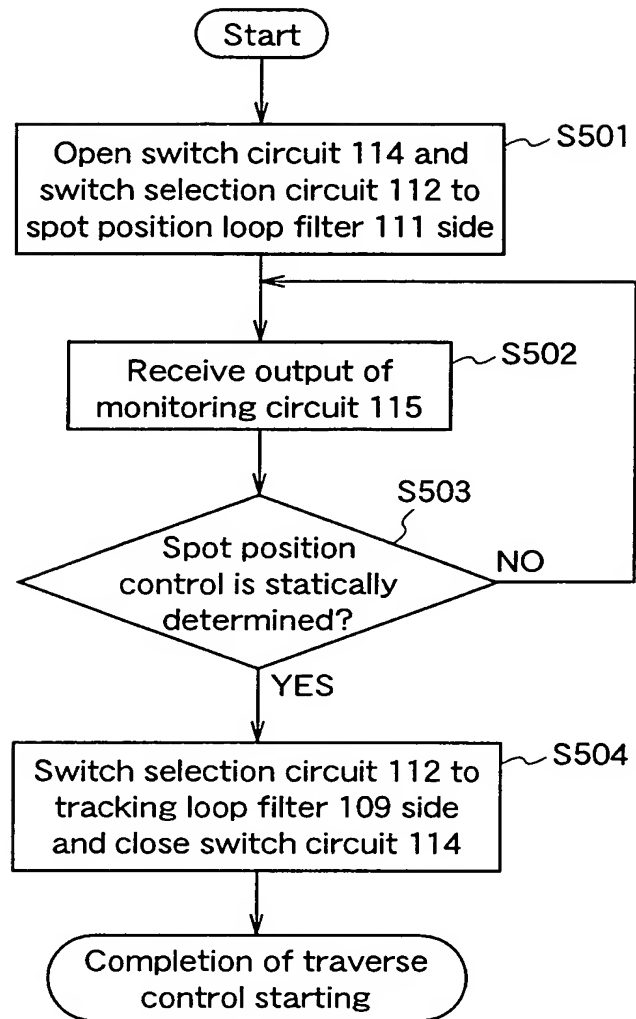 Start
S501
Open switch circuit 114 and
switch selection circuit 112 to
spot position loop filter 111 side
S502
Receive output of
monitoring circuit 115
S503
Spot position
control is statically
determined?
NO
YES
S504
Switch selection circuit 112 to
tracking loop filter 109 side
and close switch circuit 114
Completion of traverse
control starting